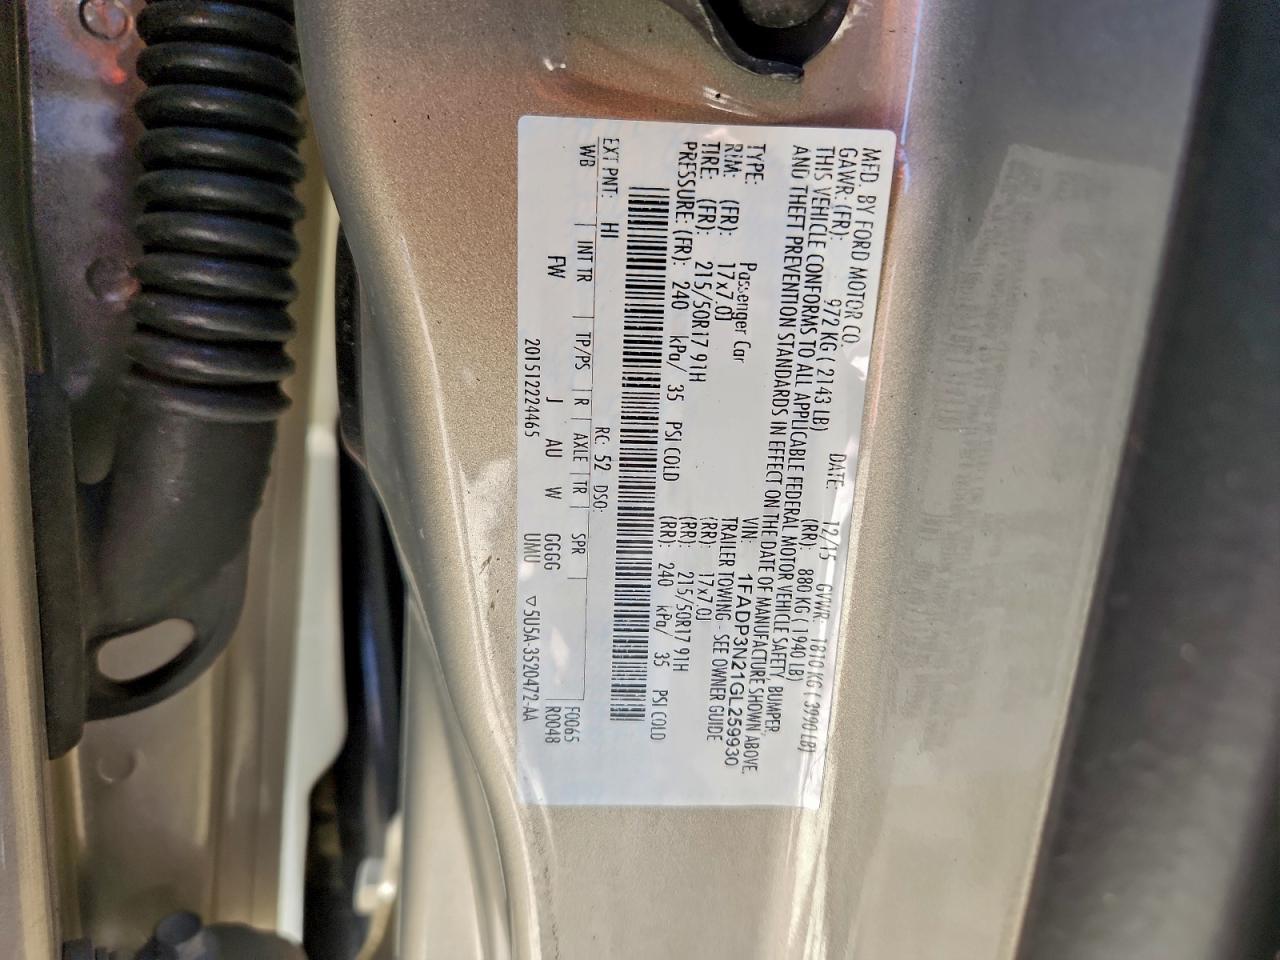 MFD. BY FORD MOTOR CO.
DATE: 12/15 GVWR: 1810 KG ( 3990 LB)
GAWR: (FR): 972 KG ( 2143 LB) (RR): 880 KG ( 1940 LB)
THIS VEHICLE CONFORMS TO ALL APPLICABLE FEDERAL MOTOR VEHICLE SAFETY, BUMPER,
AND THEFT PREVENTION STANDARDS IN EFFECT ON THE DATE OF MANUFACTURE SHOWN ABOVE.
VIN: 1FADP3N21GL259930
TYPE: Passenger Car TRAILER TOWING - SEE OWNER GUIDE
RIM: (FR): 17x7.0J (RR): 17x7.0J
TIRE: (FR): 215/50R17 91H (RR): 215/50R17 91H
PRESSURE: (FR): 240 kPa/ 35 PSI COLD (RR): 240 kPa/ 35 PSI COLD
EXT PNT: HI RC: 52 DSO: F0065
WB INT TR TP/PS R AXLE TR SPR R0048
FW J AU W GGGG
201512224465 UMU ▽5U5A-3520472-AA